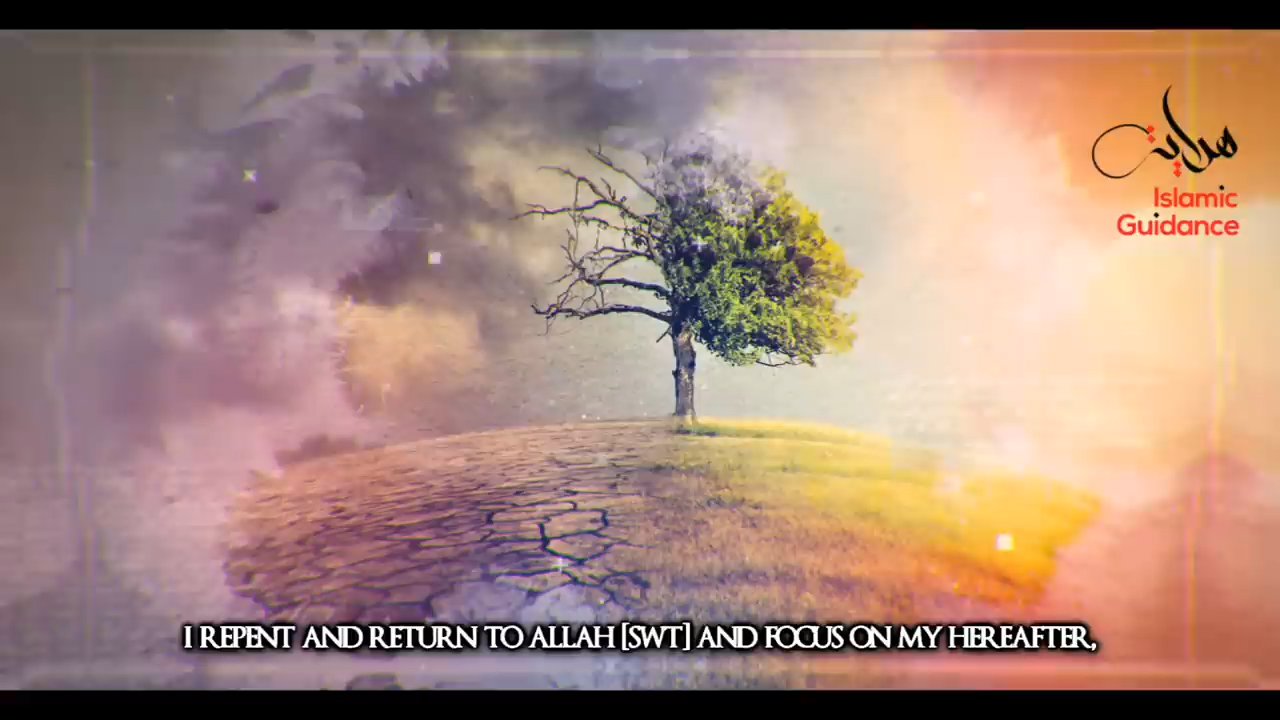 هداية
Islamic
Guidance
I REPENT AND RETURN TO ALLAH [SWT] AND FOCUS ON MY HEREAFTER,